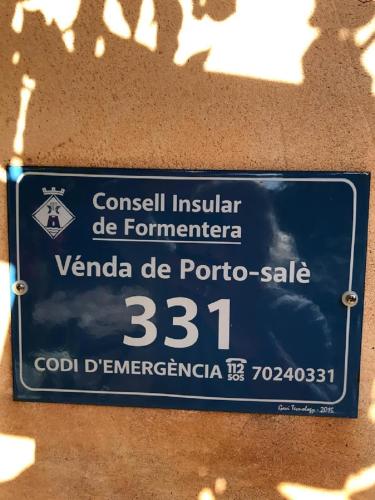 Consell Insular
de Formentera
Vénda de Porto-salè
331
CODI D'EMERGÈNCIA 112 SOS 70240331